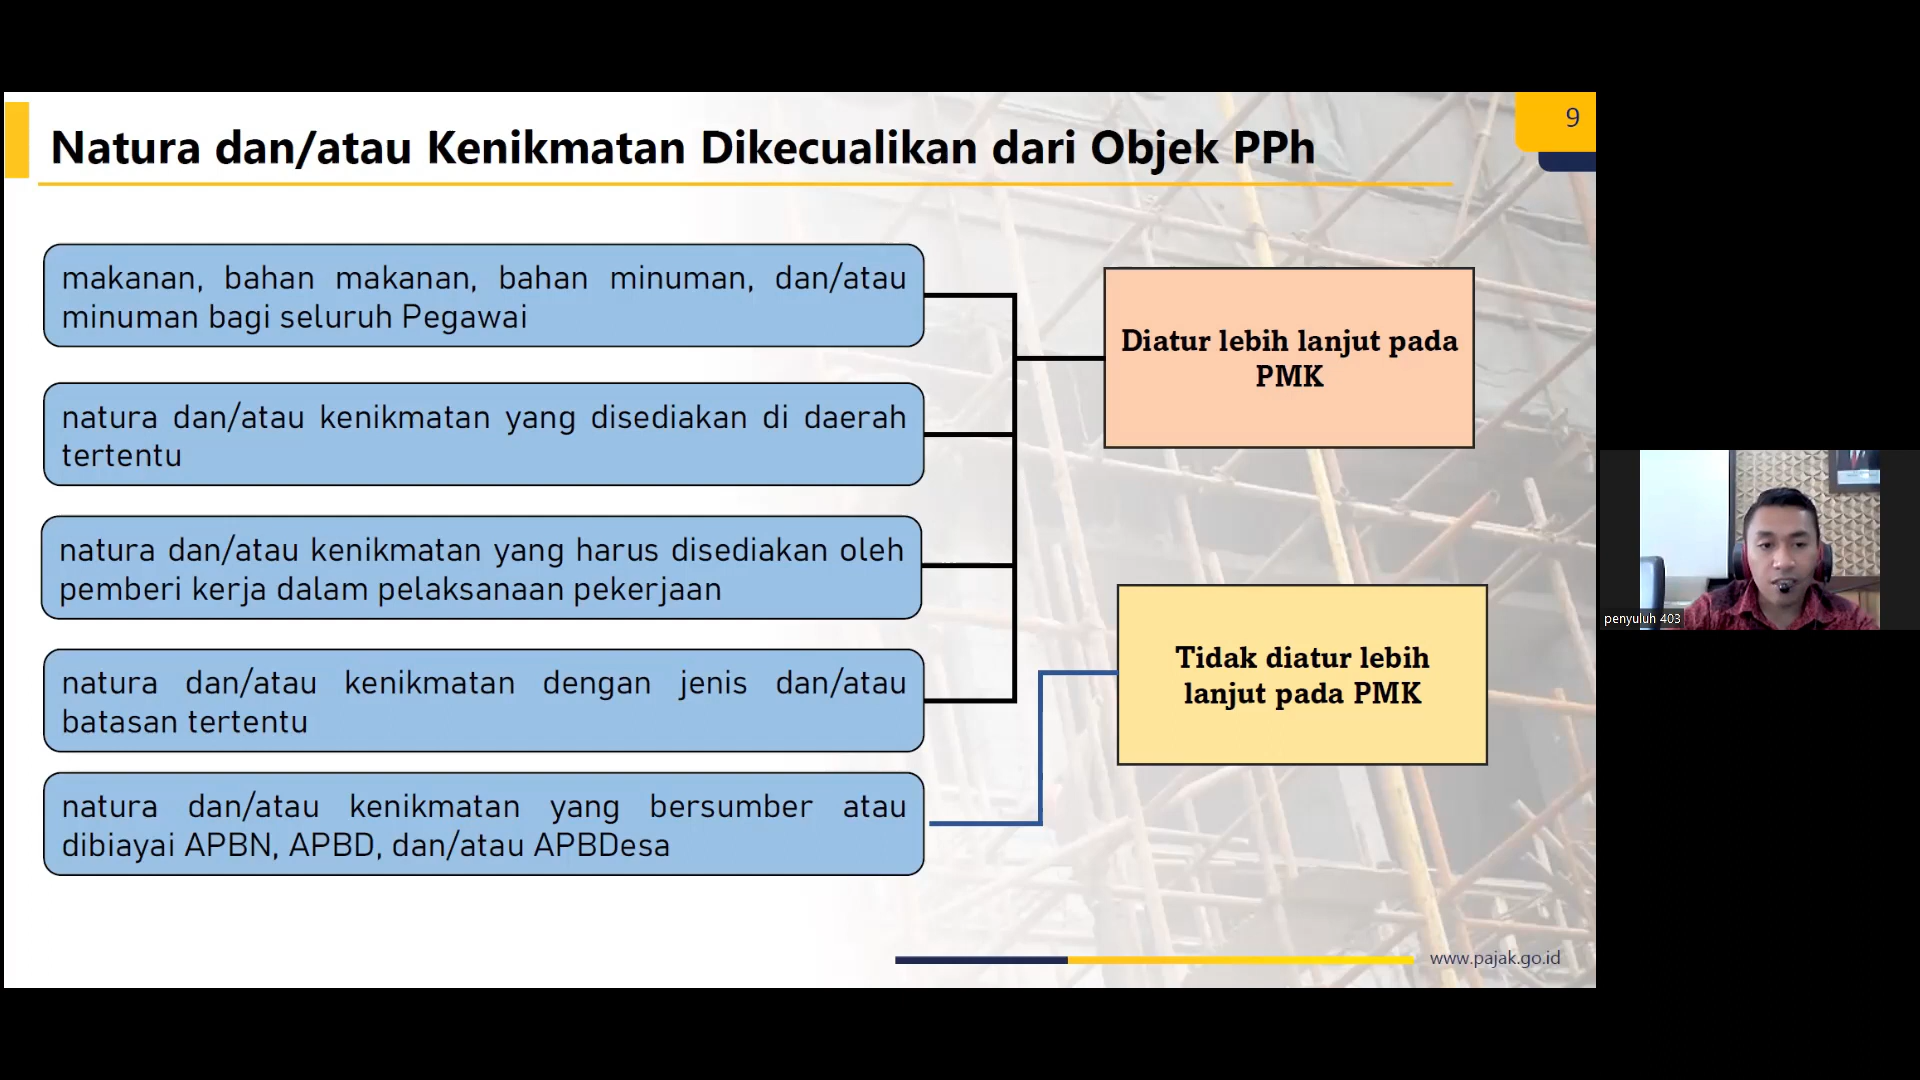 9
Natura dan/atau Kenikmatan Dikecualikan dari Objek PPh
makanan, bahan makanan, bahan minuman, dan/atau
minuman bagi seluruh Pegawai
natura dan/atau kenikmatan yang disediakan di daerah
tertentu
natura dan/atau kenikmatan yang harus disediakan oleh
pemberi kerja dalam pelaksanaan pekerjaan
natura dan/atau kenikmatan dengan jenis dan/atau
batasan tertentu
natura dan/atau kenikmatan yang bersumber atau
dibiayai APBN, APBD, dan/atau APBDesa
Diatur lebih lanjut pada
PMK
Tidak diatur lebih
lanjut pada PMK
www.pajak.go.id
penyuluh 403